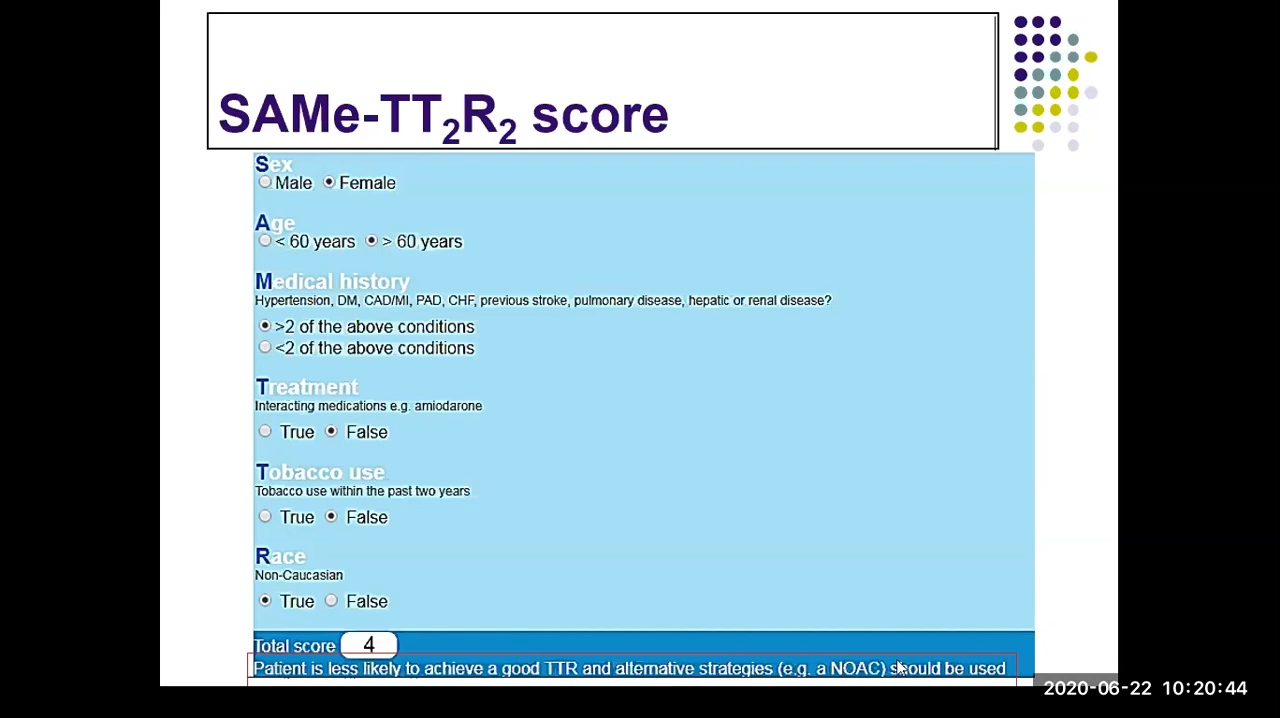 SAMe-TT₂R₂ score
Sex
Male Female
Age
< 60 years > 60 years
Medical history
Hypertension, DM, CAD/MI, PAD, CHF, previous stroke, pulmonary disease, hepatic or renal disease?
>2 of the above conditions
<2 of the above conditions
Treatment
Interacting medications e.g. amiodarone
True False
Tobacco use
Tobacco use within the past two years
True False
Race
Non-Caucasian
True False
Total score 4
Patient is less likely to achieve a good TTR and alternative strategies (e.g. a NOAC) should be used
2020-06-22 10:20:44